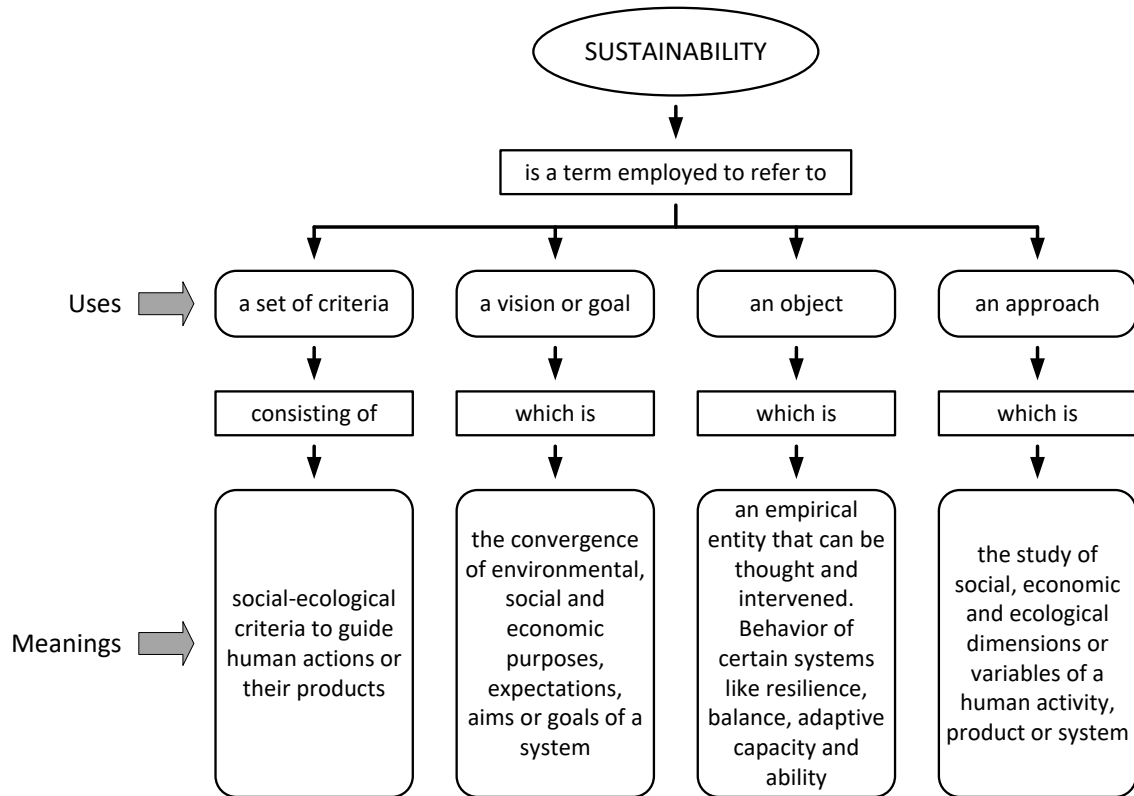 SUSTAINABILITY
is a term employed to refer to
Uses
a set of criteria
a vision or goal
an object
an approach
consisting of
which is
which is
which is
Meanings
social-ecological
criteria to guide
human actions or
their products
the convergence
of environmental,
social and
economic
purposes,
expectations,
aims or goals of a
system
an empirical
entity that can be
thought and
intervened.
Behavior of
certain systems
like resilience,
balance, adaptive
capacity and
ability
the study of
social, economic
and ecological
dimensions or
variables of a
human activity,
product or system